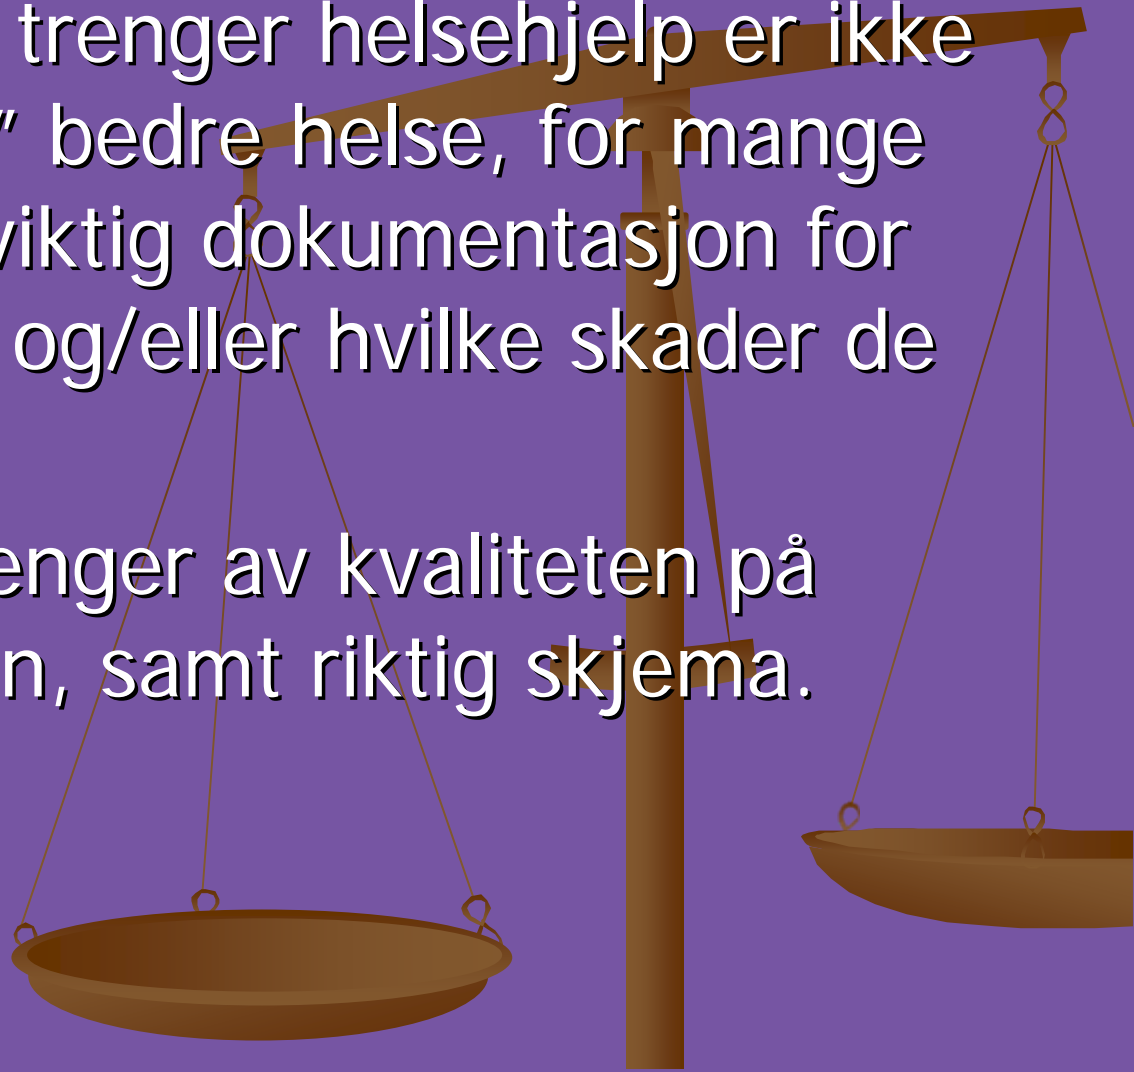 trenger helsehjelp er ikke
” bedre helse, for mange
viktig dokumentasjon for
og/eller hvilke skader de
enger av kvaliteten på
n, samt riktig skjema.